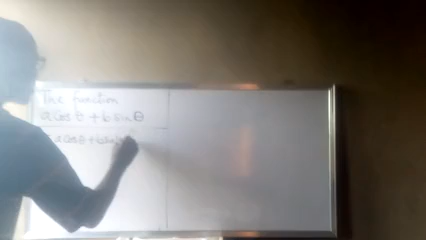 The function
a cos θ + b sin θ
a cos θ + b sin